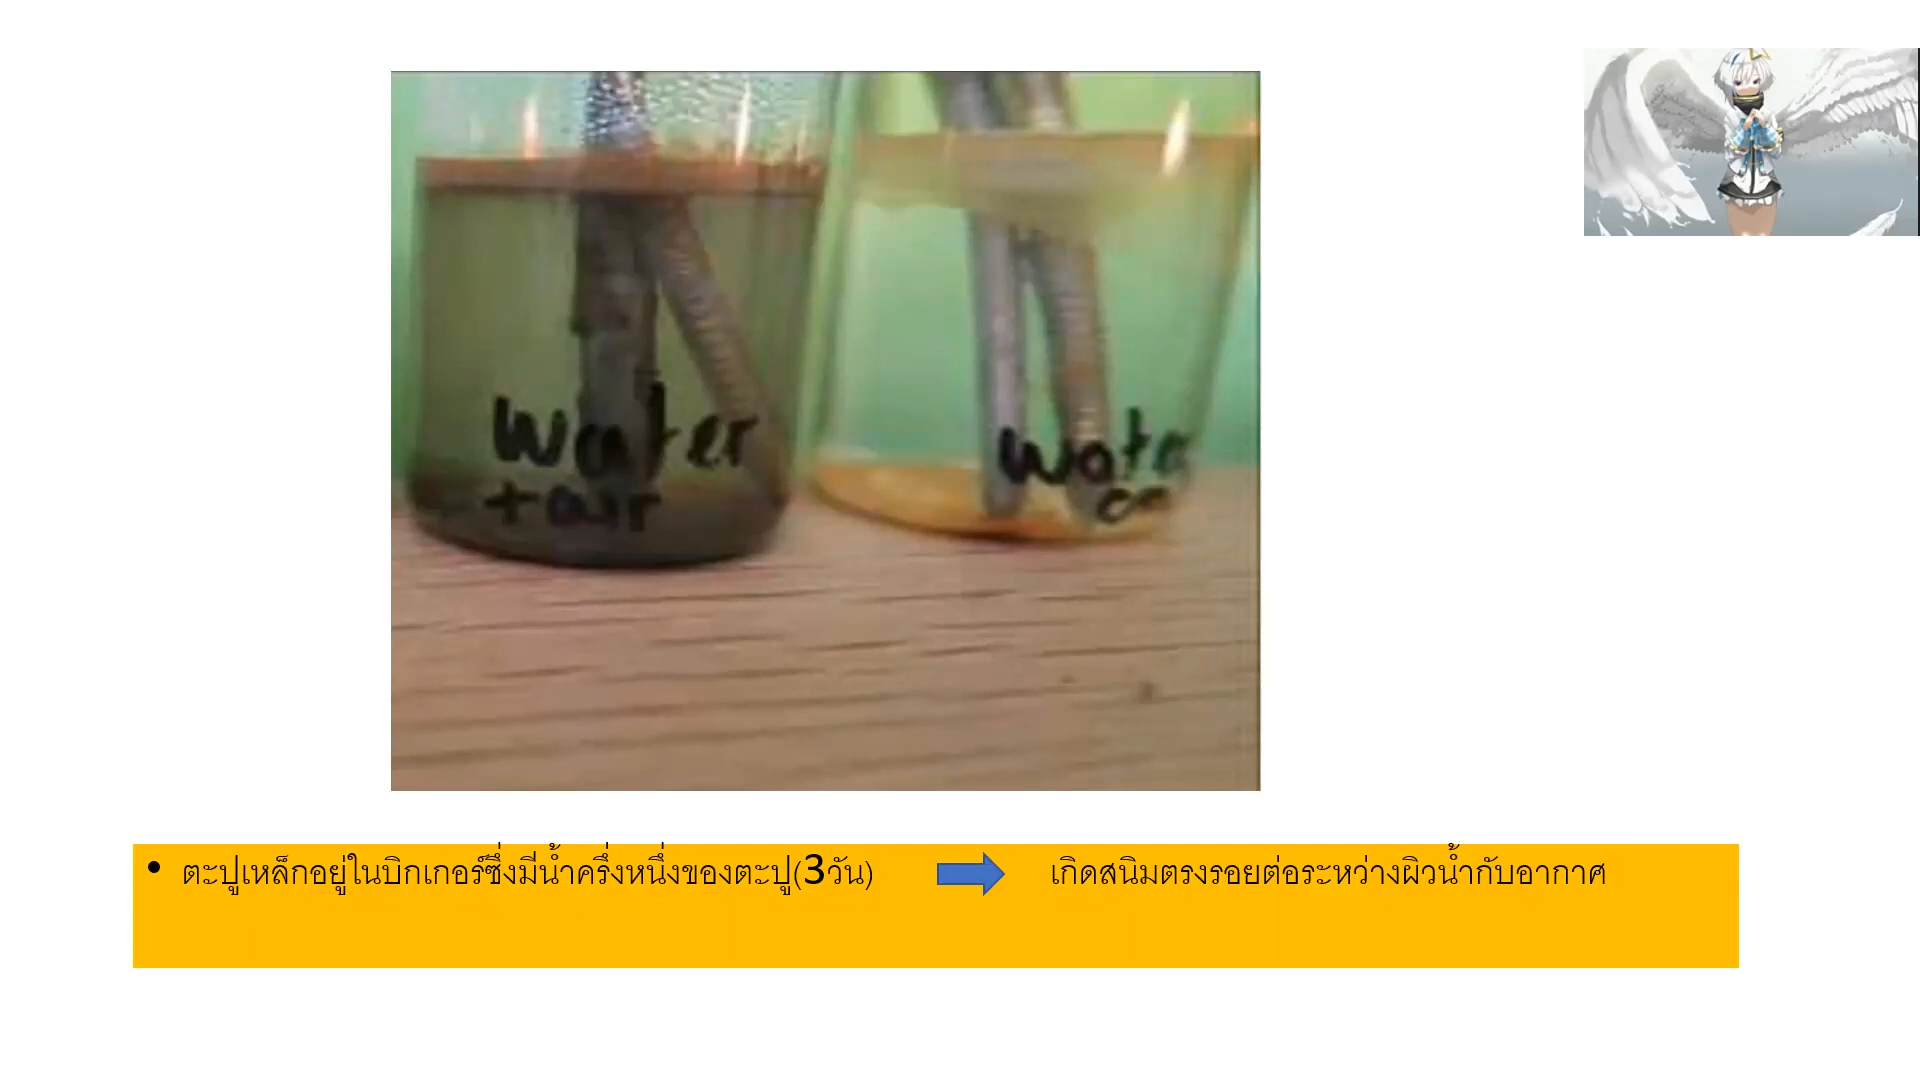 water
+ air
• ตะปูเหล็กอยู่ในบิกเกอร์ซึ่งมีน้ำครึ่งหนึ่งของตะปู(3วัน) เกิดสนิมตรงรอยต่อระหว่างผิวน้ำกับอากาศ